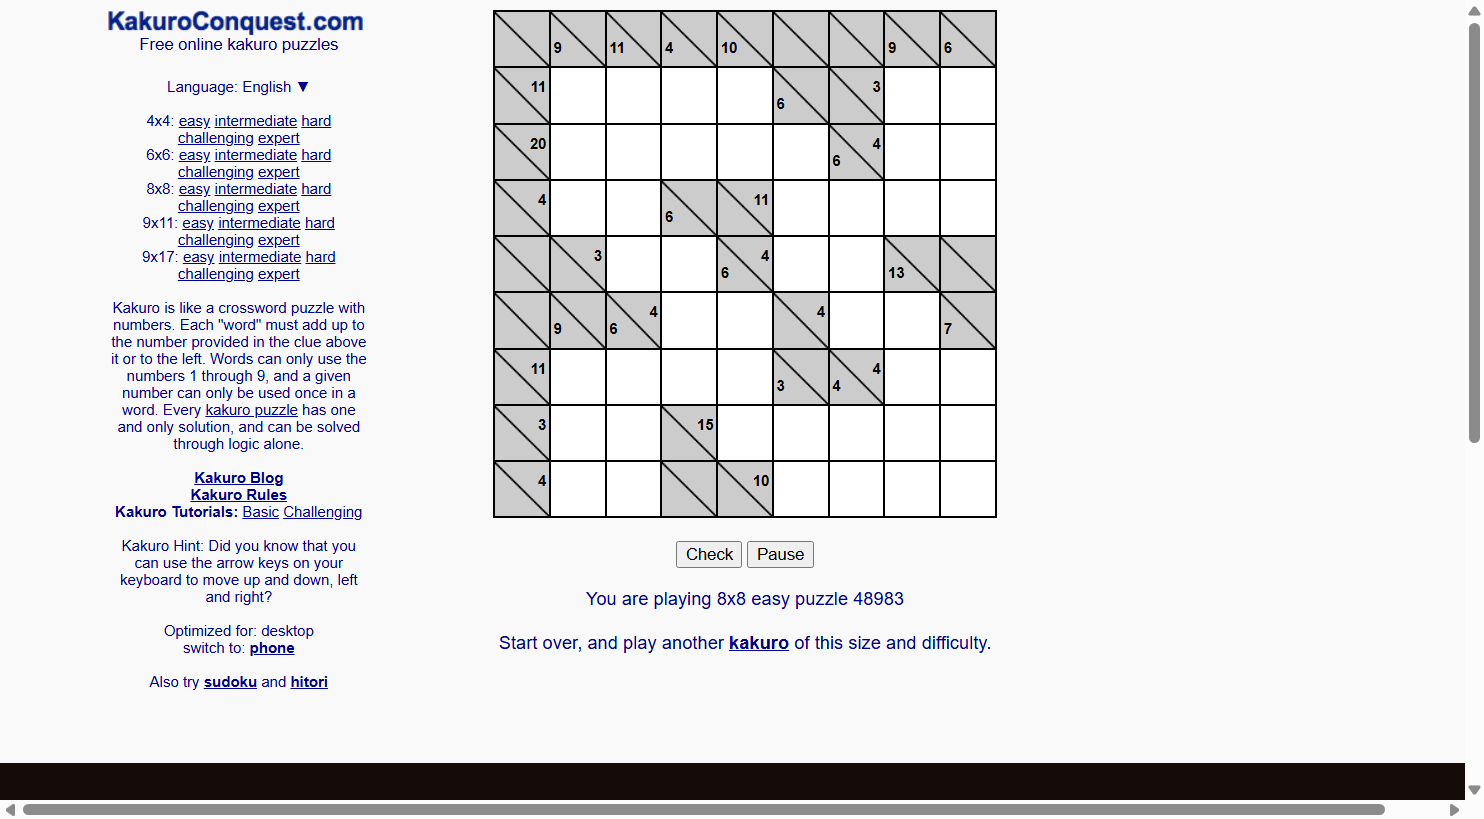 KakuroConquest.com
Free online kakuro puzzles
Language: English ▼
4x4: easy intermediate hard
challenging expert
6x6: easy intermediate hard
challenging expert
8x8: easy intermediate hard
challenging expert
9x11: easy intermediate hard
challenging expert
9x17: easy intermediate hard
challenging expert
Kakuro is like a crossword puzzle with
numbers. Each "word" must add up to
the number provided in the clue above
it or to the left. Words can only use the
numbers 1 through 9, and a given
number can only be used once in a
word. Every kakuro puzzle has one
and only solution, and can be solved
through logic alone.
Kakuro Blog
Kakuro Rules
Kakuro Tutorials: Basic Challenging
Kakuro Hint: Did you know that you
can use the arrow keys on your
keyboard to move up and down, left
and right?
Optimized for: desktop
switch to: phone
Also try sudoku and hitori
9 11 4 10 9 6
11 6 3
20 6 4
4 6 11
3 6 4 13
9 6 4 4 7
11 3 4 4
3 15
4 10
Check Pause
You are playing 8x8 easy puzzle 48983
Start over, and play another kakuro of this size and difficulty.